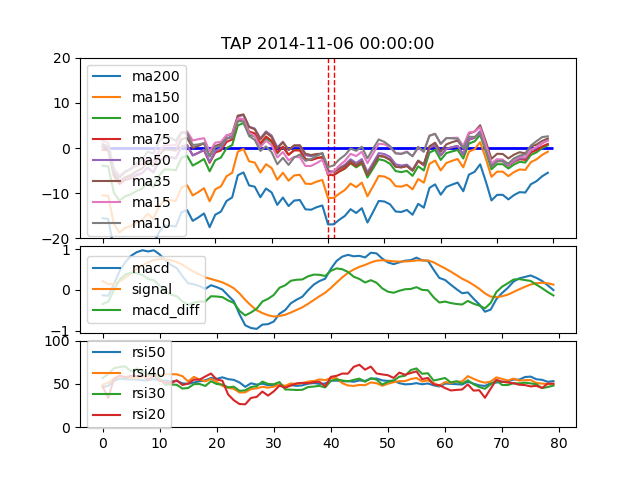 TAP 2014-11-06 00:00:00
20
10
0
−10
−20
ma200
ma150
ma100
ma75
ma50
ma35
ma15
ma10
1
0
−1
macd
signal
macd_diff
100
50
0
rsi50
rsi40
rsi30
rsi20
0 10 20 30 40 50 60 70 80